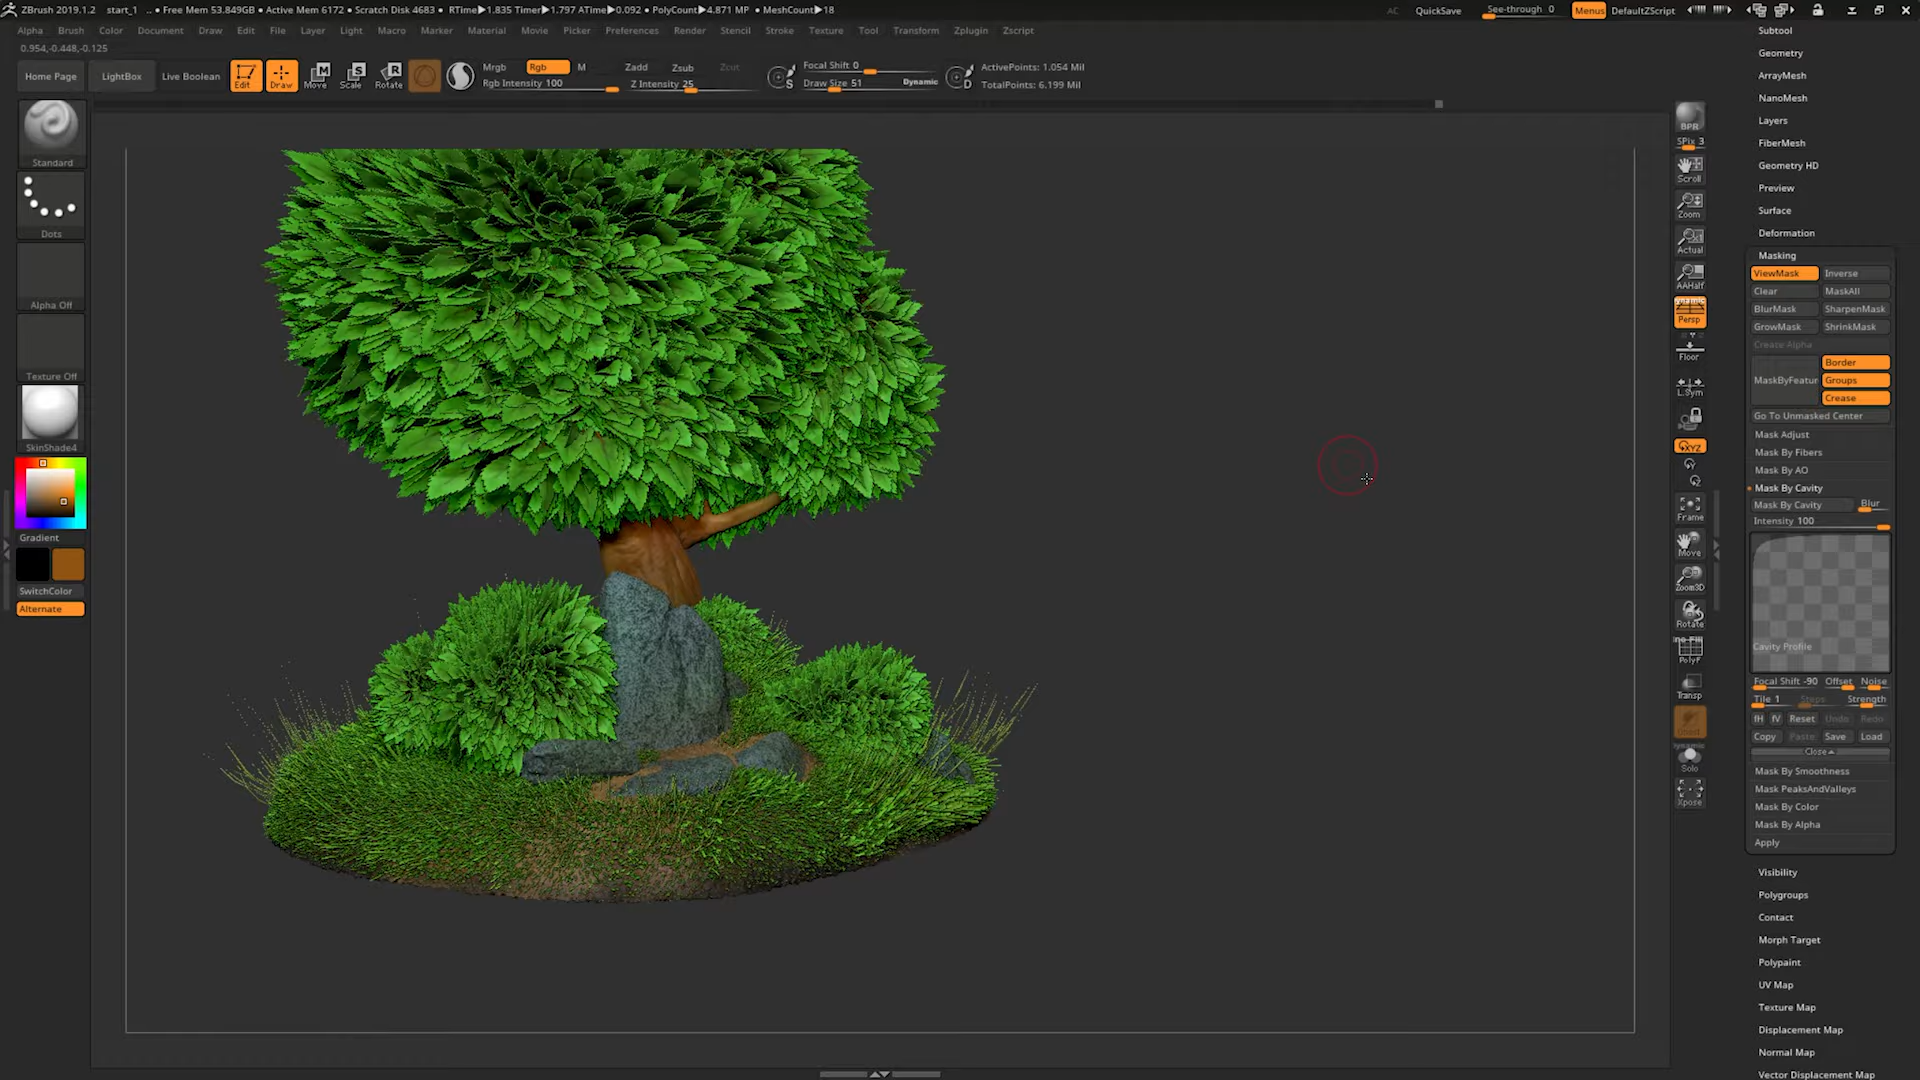 ZBrush 2019.1.2 start_1 .. • Free Mem 53.849GB • Active Mem 6172 • Scratch Disk 4683 • RTime▶1.835 Timer▶1.797 ATime▶0.092 • PolyCount▶4.871 MP • MeshCount▶18 AC QuickSave See-through 0 Menus DefaultZScript
Alpha Brush Color Document Draw Edit File Layer Light Macro Marker Material Movie Picker Preferences Render Stencil Stroke Texture Tool Transform Zplugin Zscript
0.954,-0.448,-0.125
Home Page LightBox Live Boolean Edit Draw Move Scale Rotate
Mrgb Rgb M Zadd Zsub Zcut Focal Shift 0 ActivePoints: 1.054 Mil
Rgb Intensity 100 Z Intensity 25 Draw Size 51 Dynamic TotalPoints: 6.199 Mil
S D
Standard
Dots
Alpha Off
Texture Off
SkinShade4
Gradient
SwitchColor
Alternate
BPR
SPix 3
Scroll
Zoom
Actual
AAHalf
Persp
Floor
L.Sym
XYZ
Frame
Move
Zoom3D
Rotate
PolyF
Transp
Dynamic
Solo
Xpose
Subtool
Geometry
ArrayMesh
NanoMesh
Layers
FiberMesh
Geometry HD
Preview
Surface
Deformation
Masking
ViewMask Inverse
Clear MaskAll
BlurMask SharpenMask
GrowMask ShrinkMask
Create Alpha
Border
MaskByFeatur Groups
Crease
Go To Unmasked Center
Mask Adjust
Mask By Fibers
Mask By AO
Mask By Cavity
Mask By Cavity Blur
Intensity 100
Cavity Profile
Focal Shift -90 Offset Noise
Tile 1 Steps Strength
fH fV Reset Undo Redo
Copy Paste Save Load
Close
Mask By Smoothness
Mask PeaksAndValleys
Mask By Color
Mask By Alpha
Apply
Visibility
Polygroups
Contact
Morph Target
Polypaint
UV Map
Texture Map
Displacement Map
Normal Map
Vector Displacement Map